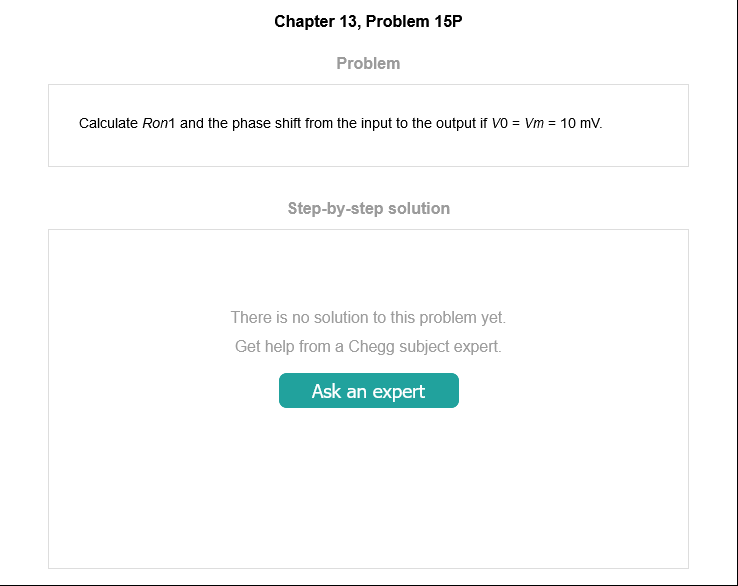 Chapter 13, Problem 15P
Problem
Calculate Ron1 and the phase shift from the input to the output if V0 = Vm = 10 mV.
Step-by-step solution
There is no solution to this problem yet.
Get help from a Chegg subject expert.
Ask an expert